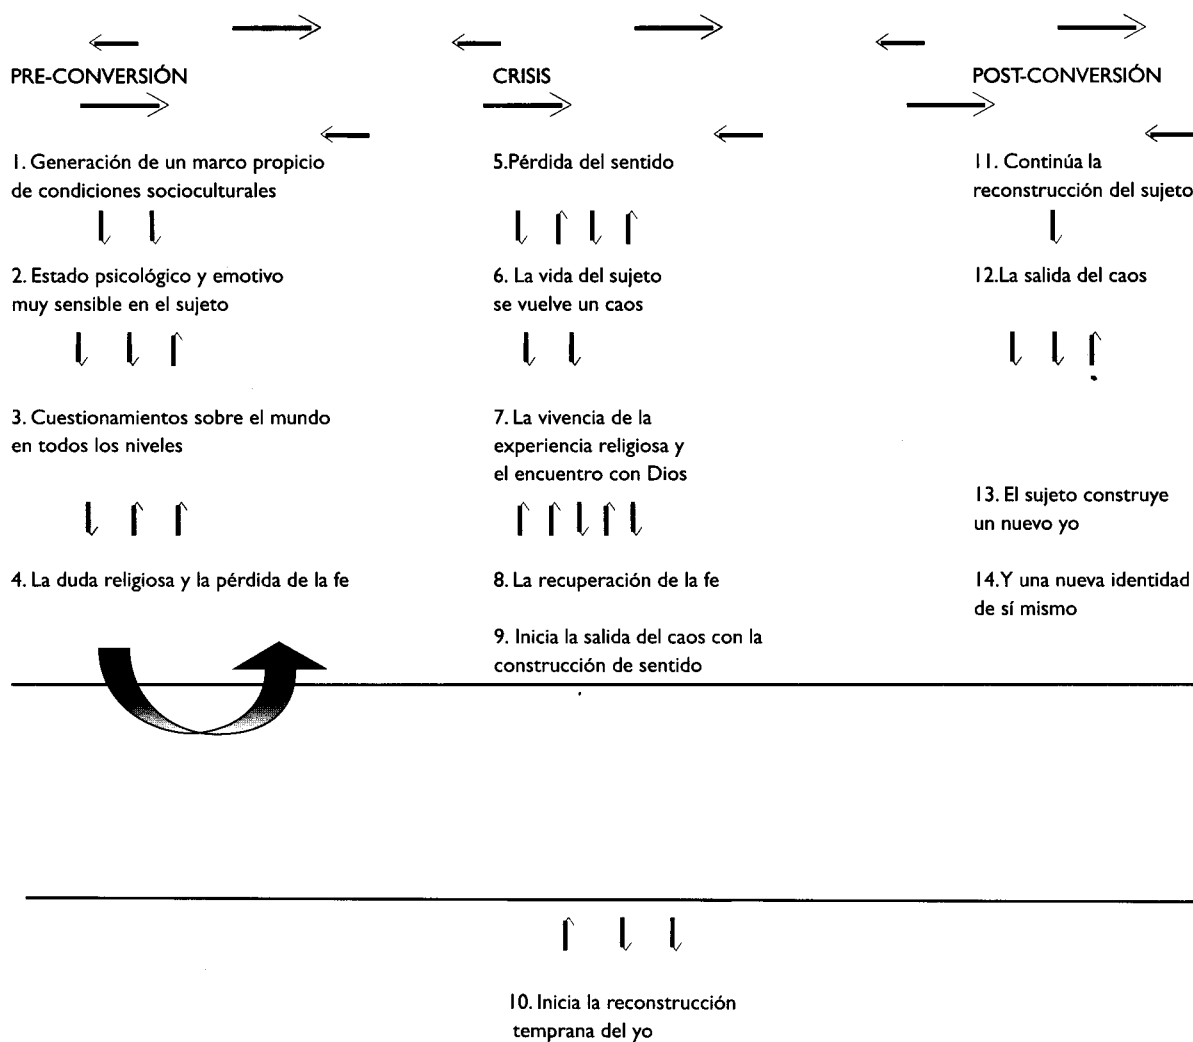 PRE-CONVERSIÓN
1. Generación de un marco propicio
de condiciones socioculturales
2. Estado psicológico y emotivo
muy sensible en el sujeto
3. Cuestionamientos sobre el mundo
en todos los niveles
4. La duda religiosa y la pérdida de la fe
CRISIS
5.Pérdida del sentido
6. La vida del sujeto
se vuelve un caos
7. La vivencia de la
experiencia religiosa y
el encuentro con Dios
8. La recuperación de la fe
9. Inicia la salida del caos con la
construcción de sentido
10. Inicia la reconstrucción
temprana del yo
POST-CONVERSIÓN
11. Continúa la
reconstrucción del sujeto
12.La salida del caos
13. El sujeto construye
un nuevo yo
14.Y una nueva identidad
de sí mismo